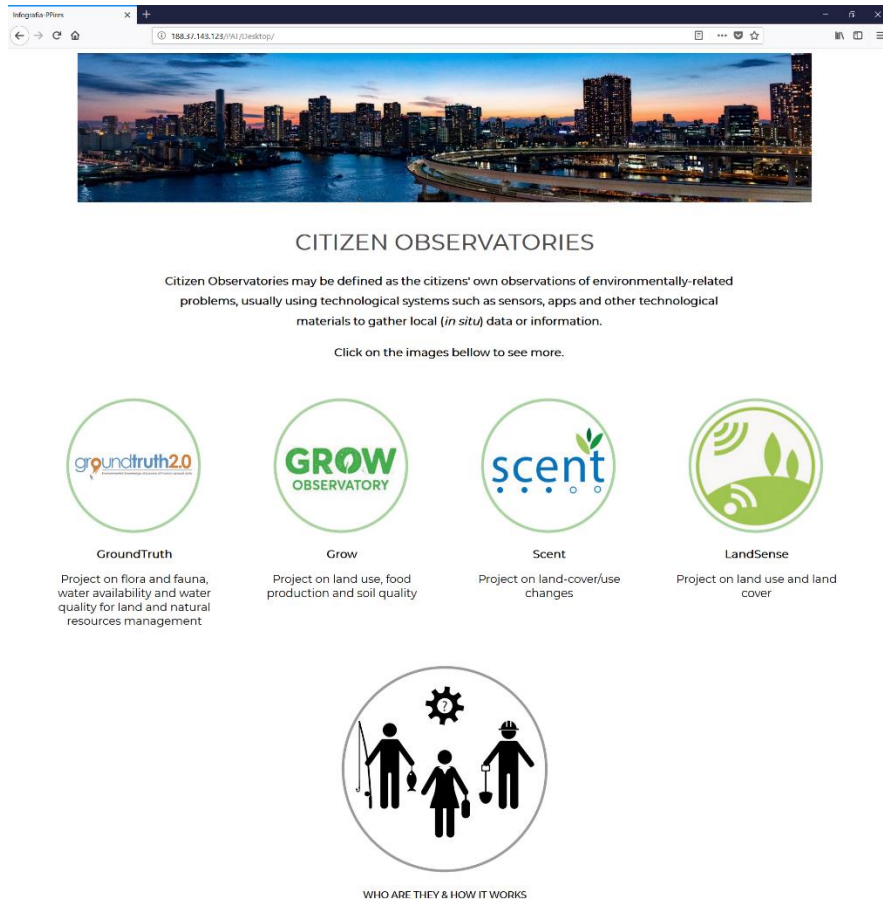 Infografia-PPires
188.37.143.123/PAT/Desktop/
CITIZEN OBSERVATORIES
Citizen Observatories may be defined as the citizens' own observations of environmentally-related
problems, usually using technological systems such as sensors, apps and other technological
materials to gather local (in situ) data or information.
Click on the images bellow to see more.
groundtruth2.0
GROW
OBSERVATORY
scent
GroundTruth
Grow
Scent
LandSense
Project on flora and fauna,
water availability and water
quality for land and natural
resources management
Project on land use, food
production and soil quality
Project on land-cover/use
changes
Project on land use and land
cover
?
WHO ARE THEY & HOW IT WORKS